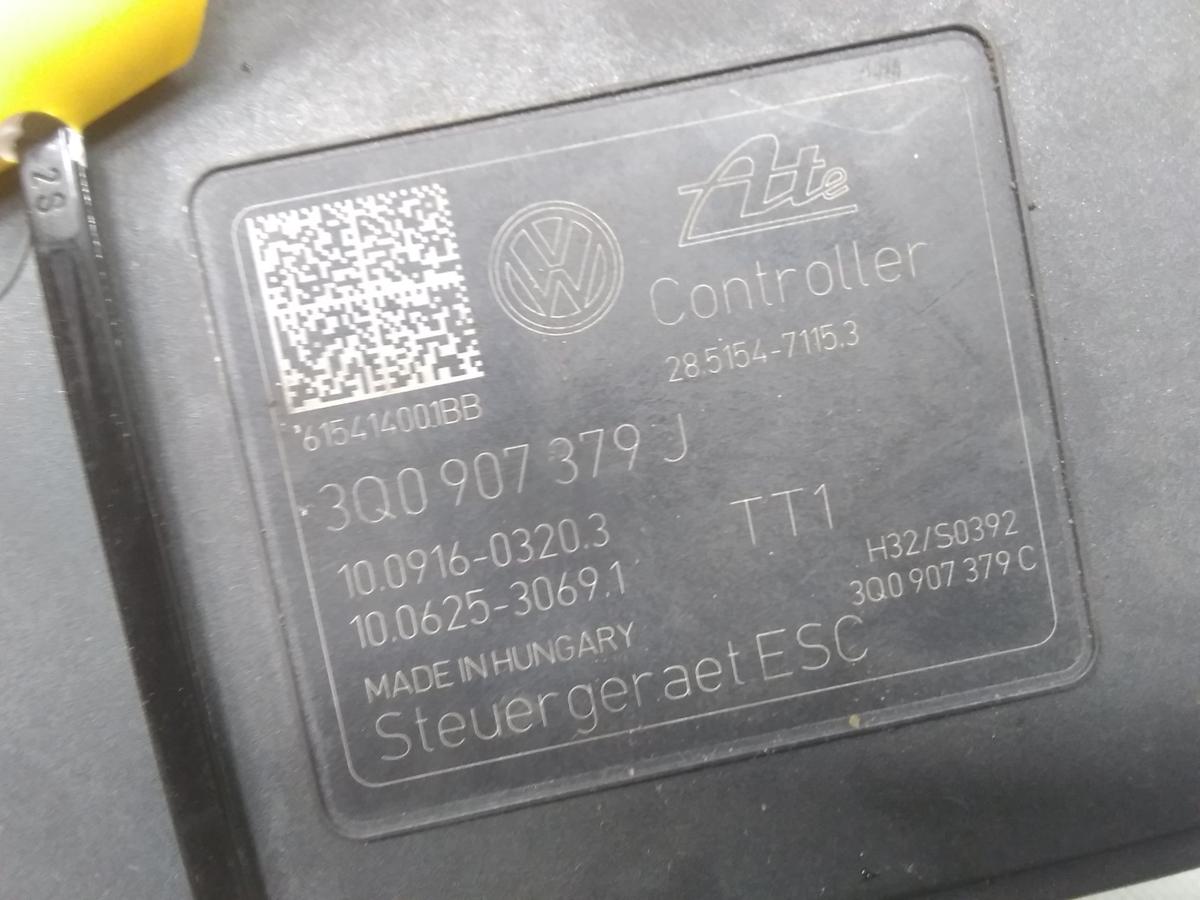 28
Ate
Controller
28.5154-7115.3
*615414001BB
3Q0 907 379 J
TT1
10.0916-0320.3
10.0625-3069.1
H32/S0392
3Q0 907 379 C
MADE IN HUNGARY
Steuergeraet ESC